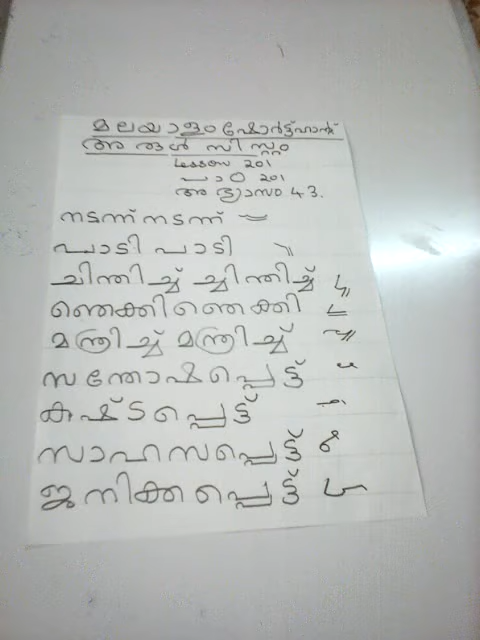 മലയാളം ഷോർട്ട്ഹാന്റ്
അരുൾ സിസ്റ്റം
Lesson 201
പാഠ 201
അഭ്യാസം 43.
നടന്ന് നടന്ന്
പാടി പാടി
ചിന്തിച്ച് ചിന്തിച്ച്
ഞെക്കി ഞെക്കി
മന്ത്രിച്ച് മന്ത്രിച്ച്
സന്തോഷപ്പെട്ട്
കഷ്ടപ്പെട്ട്
സാഹസപ്പെട്ട്
ജനിക്കപ്പെട്ട്